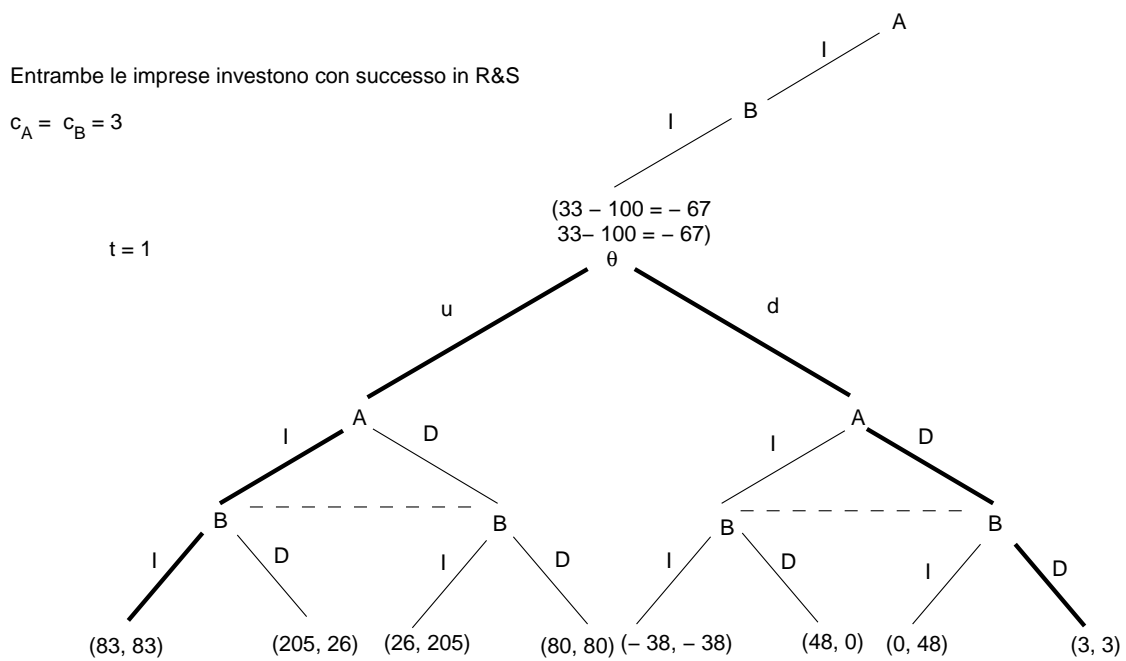 A
I
Entrambe le imprese investono con successo in R&S
B
c_A = c_B = 3
I
(33 – 100 = – 67
33– 100 = – 67)
t = 1
θ
u
d
A
A
I
D
I
D
B
B
B
B
I
D
I
D
I
D
I
D
(83, 83)
(205, 26)
(26, 205)
(80, 80)
(– 38, – 38)
(48, 0)
(0, 48)
(3, 3)